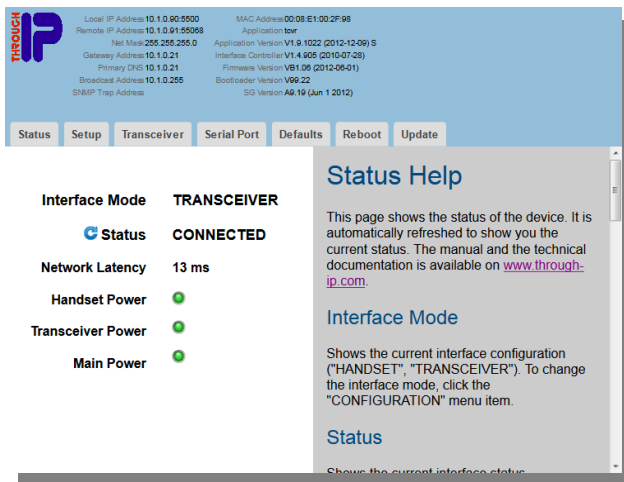 THROUGH
IP
Local IP Address 10.1.0.90:5500 MAC Address 00:08:E1:00:2F:98
Remote IP Address 10.1.0.91:55068 Application tcvr
Net Mask 255.255.255.0 Application Version V1.9.1022 (2012-12-09) S
Gateway Address 10.1.0.21 Interface Controller V1.4.905 (2010-07-28)
Primary DNS 10.1.0.21 Firmware Version VB1.06 (2012-06-01)
Broadcast Address 10.1.0.255 Bootloader Version V99.22
SNMP Trap Address SG Version A9.19 (Jun 1 2012)
Status Setup Transceiver Serial Port Defaults Reboot Update
Interface Mode TRANSCEIVER
Status CONNECTED
Network Latency 13 ms
Handset Power
Transceiver Power
Main Power
Status Help
This page shows the status of the device. It is
automatically refreshed to show you the
current status. The manual and the technical
documentation is available on www.through-
ip.com.
Interface Mode
Shows the current interface configuration
("HANDSET", "TRANSCEIVER"). To change
the interface mode, click the
"CONFIGURATION" menu item.
Status
Shows the current interface status